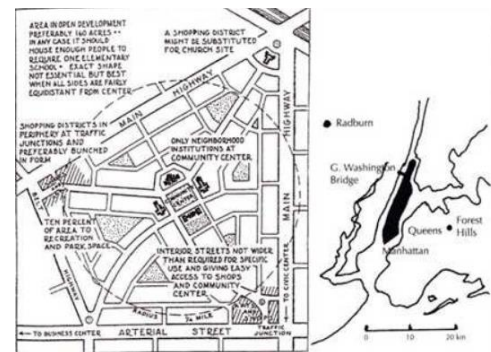 AREA IN OPEN DEVELOPMENT
PREFERABLY 160 ACRES • •
IN ANY CASE IT SHOULD
HOUSE ENOUGH PEOPLE TO
REQUIRE ONE ELEMENTARY
SCHOOL • EXACT SHAPE
NOT ESSENTIAL BUT BEST
WHEN ALL SIDES ARE FAIRLY
EQUIDISTANT FROM CENTER
A SHOPPING DISTRICT
MIGHT BE SUBSTITUTED
FOR CHURCH SITE
MAIN HIGHWAY
SHOPPING DISTRICTS IN
PERIPHERY AT TRAFFIC
JUNCTIONS AND
PREFERABLY BUNCHED
IN FORM
ONLY NEIGHBORHOOD
INSTITUTIONS AT
COMMUNITY CENTER
HIGHWAY
MAIN
COMMUNITY
CENTER
TEN PERCENT
OF AREA TO
RECREATION
AND PARK SPACE
HIGHWAY
INTERIOR STREETS NOT WIDER
THAN REQUIRED FOR SPECIFIC
USE AND GIVING EASY
ACCESS TO SHOPS
AND COMMUNITY
CENTER
RADIUS
MILE
TO CIVIC CENTER
TO BUSINESS CENTER
ARTERIAL STREET
TRAFFIC
JUNCTION
Radburn
G. Washington
Bridge
Queens
Forest
Hills
Manhattan
0 10 20 km